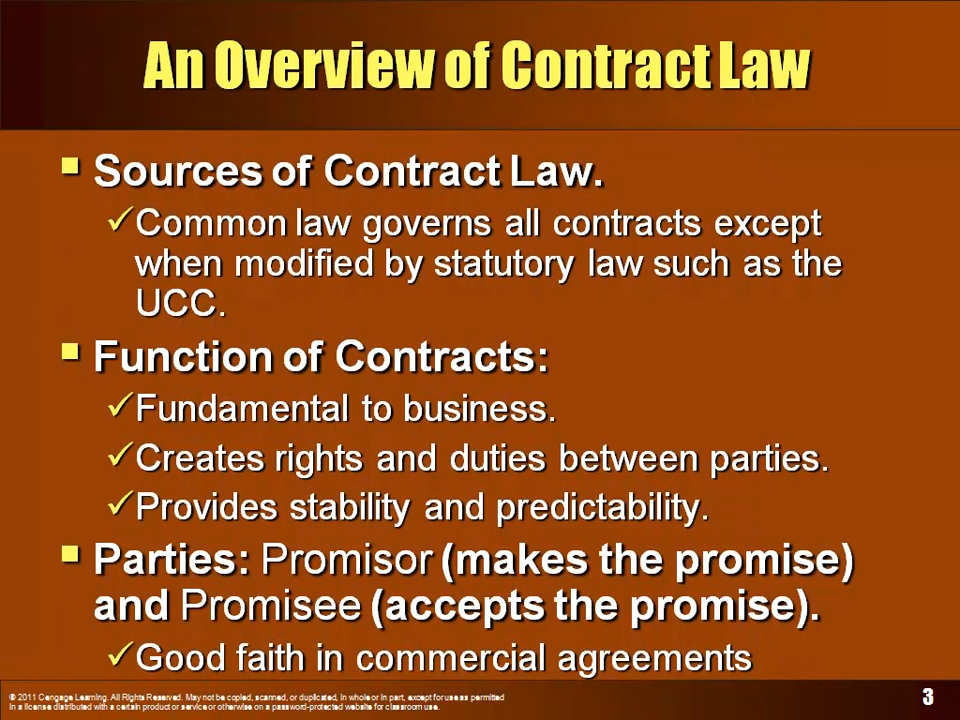 An Overview of Contract Law
Sources of Contract Law.
Common law governs all contracts except
when modified by statutory law such as the
UCC.
Function of Contracts:
Fundamental to business.
Creates rights and duties between parties.
Provides stability and predictability.
Parties: Promisor (makes the promise)
and Promisee (accepts the promise).
Good faith in commercial agreements
© 2011 Cengage Learning. All Rights Reserved. May not be copied, scanned, or duplicated, in whole or in part, except for use as permitted
in a license distributed with a certain product or service or otherwise on a password-protected website for classroom use.
3